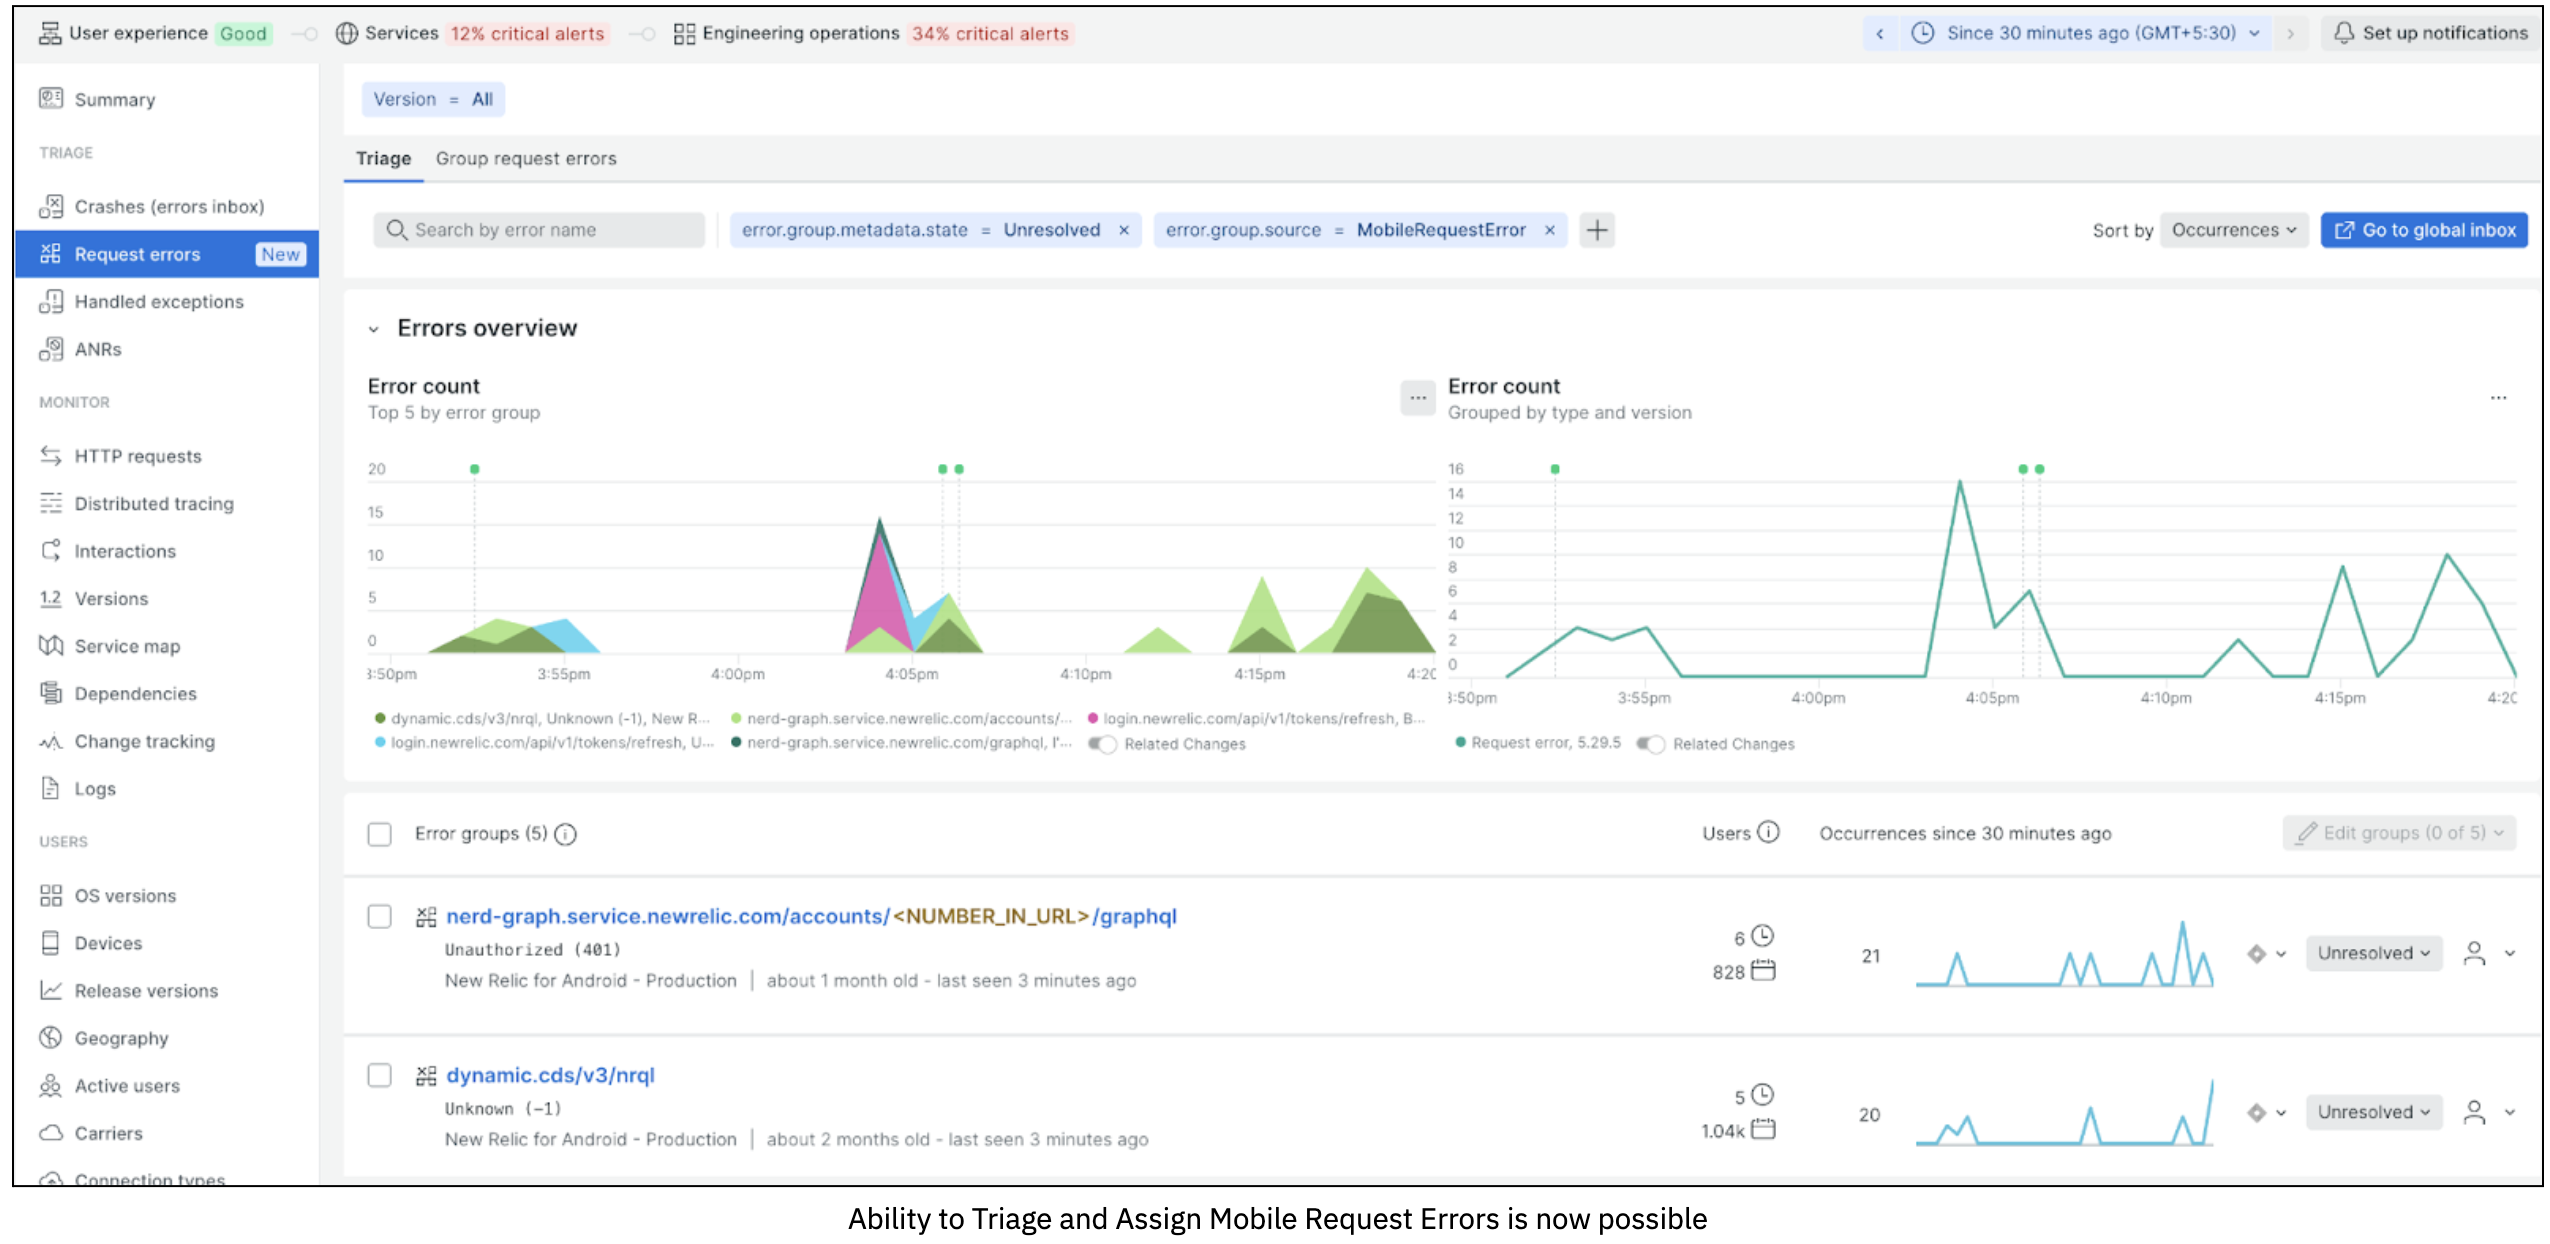 User experience Good Services 12% critical alerts Engineering operations 34% critical alerts Since 30 minutes ago (GMT+5:30) Set up notifications
Summary
TRIAGE
Crashes (errors inbox)
Request errors New
Handled exceptions
ANRs
MONITOR
HTTP requests
Distributed tracing
Interactions
1.2 Versions
Service map
Dependencies
Change tracking
Logs
USERS
OS versions
Devices
Release versions
Geography
Active users
Carriers
Connection types
Version = All
Triage Group request errors
Search by error name error.group.metadata.state = Unresolved × error.group.source = MobileRequestError × + Sort by Occurrences Go to global inbox
Errors overview
Error count
Top 5 by error group
...
20
15
10
5
0
3:50pm 3:55pm 4:00pm 4:05pm 4:10pm 4:15pm 4:20
dynamic.cds/v3/nrql, Unknown (-1), New R... nerd-graph.service.newrelic.com/accounts/... login.newrelic.com/api/v1/tokens/refresh, B...
login.newrelic.com/api/v1/tokens/refresh, U... nerd-graph.service.newrelic.com/graphql, I'... Related Changes
Error count
Grouped by type and version
...
16
14
12
10
8
6
4
2
0
3:50pm 3:55pm 4:00pm 4:05pm 4:10pm 4:15pm 4:20
Request error, 5.29.5 Related Changes
Error groups (5) Users Occurrences since 30 minutes ago Edit groups (0 of 5)
nerd-graph.service.newrelic.com/accounts/<NUMBER_IN_URL>/graphql
Unauthorized (401)
New Relic for Android - Production | about 1 month old - last seen 3 minutes ago
6
828
21
Unresolved
dynamic.cds/v3/nrql
Unknown (-1)
New Relic for Android - Production | about 2 months old - last seen 3 minutes ago
5
1.04k
20
Unresolved
Ability to Triage and Assign Mobile Request Errors is now possible